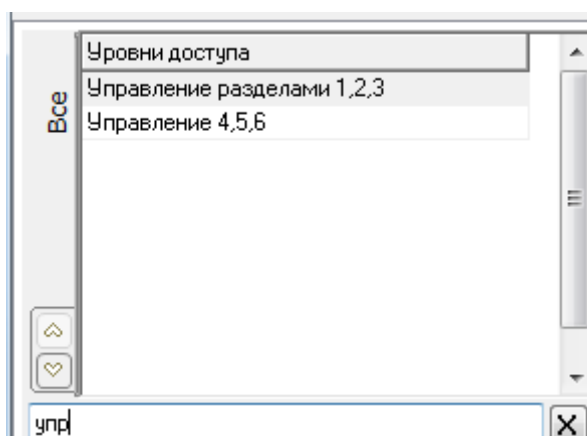 Уровни доступа
Управление разделами 1,2,3
Все
Управление 4,5,6
упр